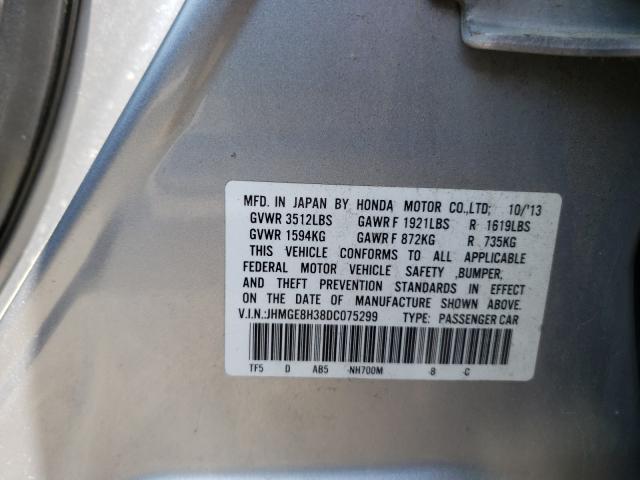 MFD. IN JAPAN BY HONDA MOTOR CO.,LTD; 10/'13
GVWR 3512LBS GAWR F 1921LBS R 1619LBS
GVWR 1594KG GAWR F 872KG R 735KG
THIS VEHICLE CONFORMS TO ALL APPLICABLE
FEDERAL MOTOR VEHICLE SAFETY ,BUMPER,
AND THEFT PREVENTION STANDARDS IN EFFECT
ON THE DATE OF MANUFACTURE SHOWN ABOVE.
V.I.N.:JHMGE8H38DC075299 TYPE: PASSENGER CAR
TF5 D AB5 -NH700M -8 -C